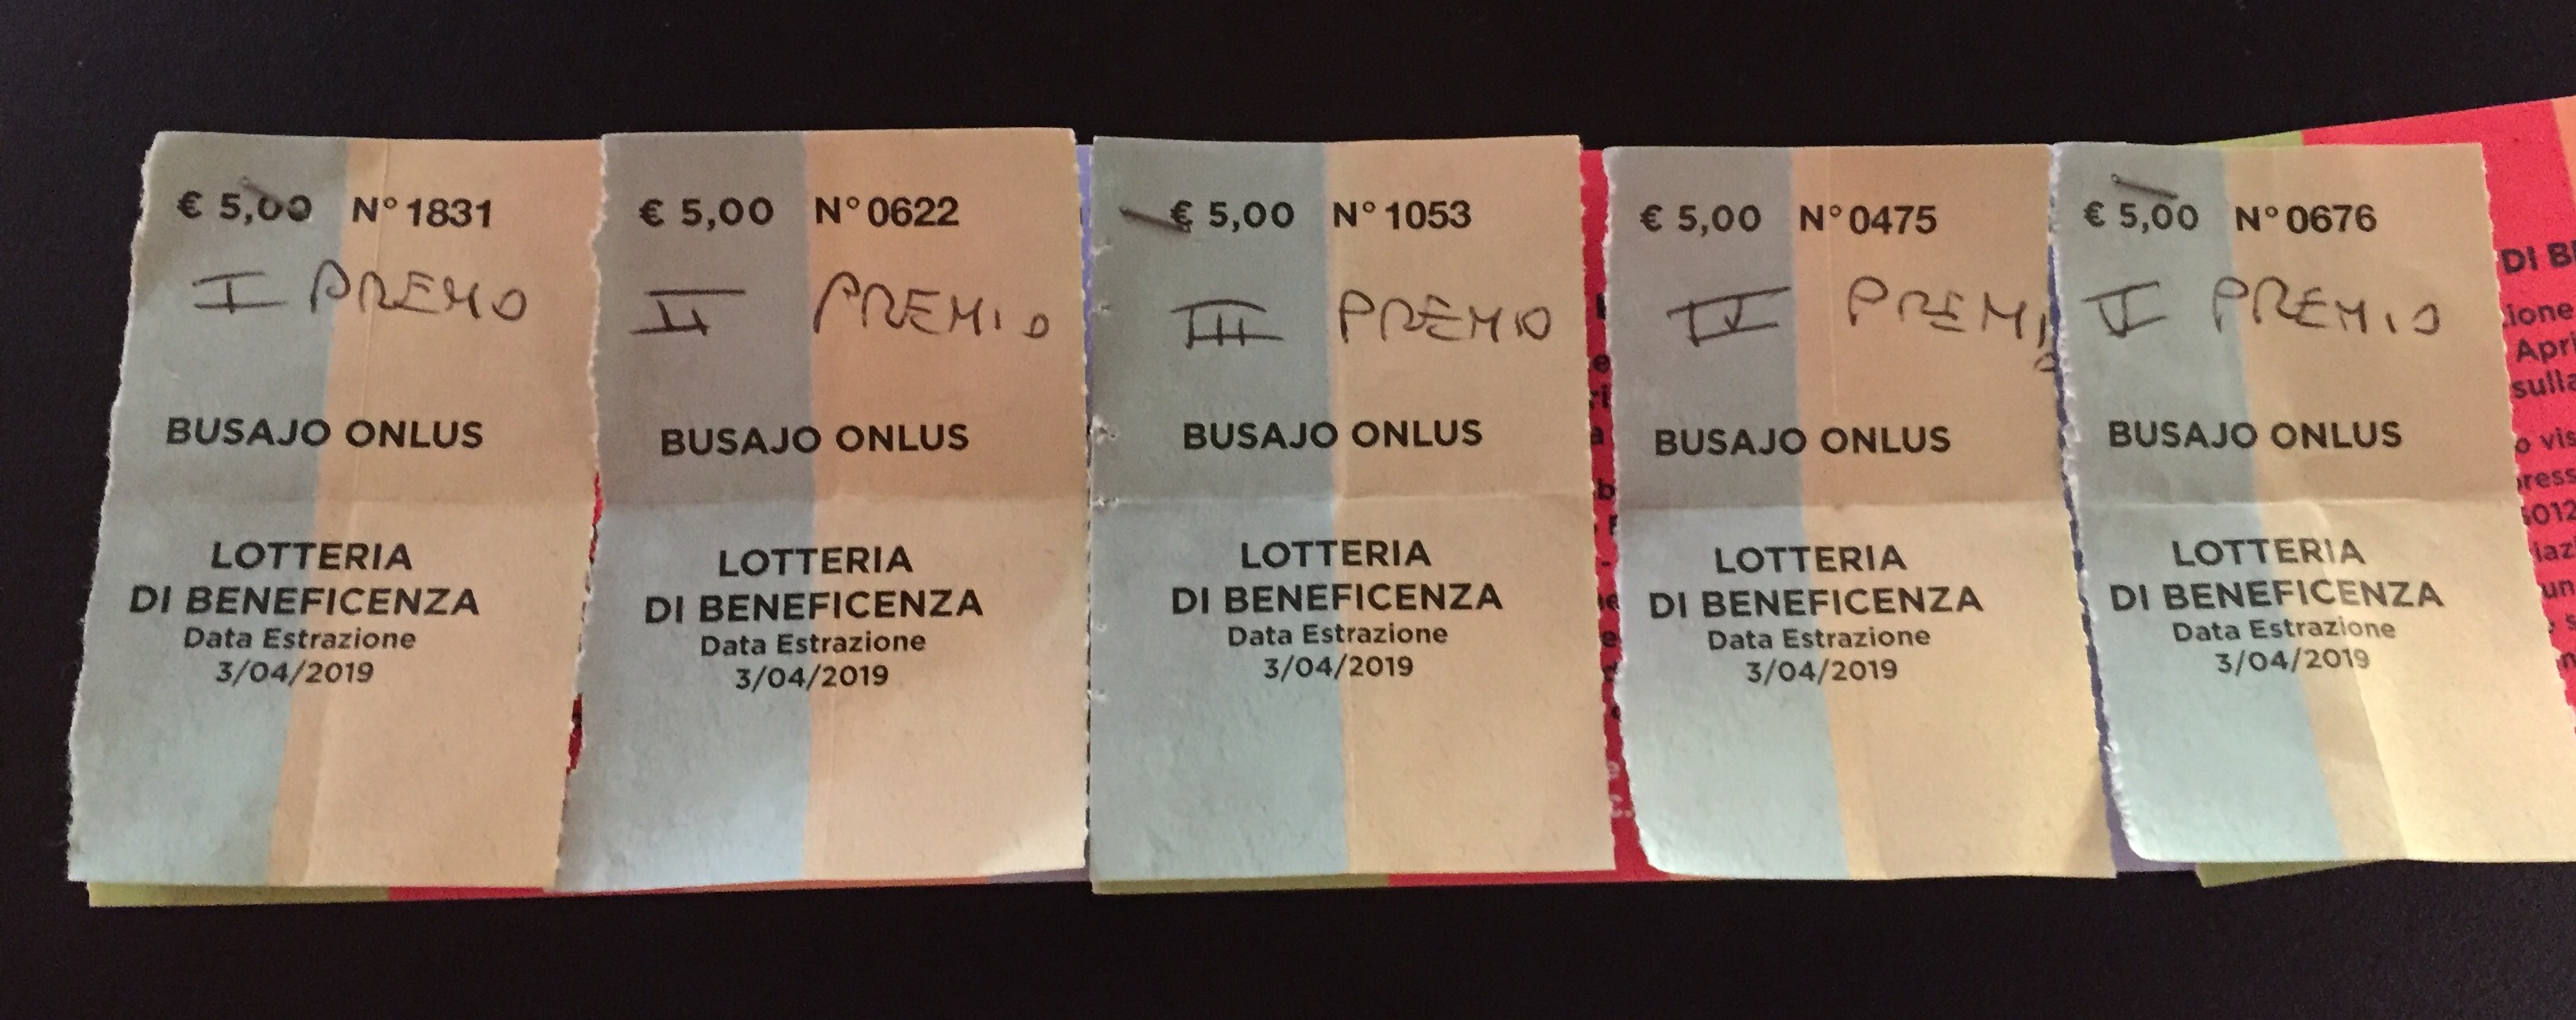 € 5,00 N° 1831
I PREMO
BUSAJO ONLUS
LOTTERIA
DI BENEFICENZA
Data Estrazione
3/04/2019
€ 5,00 N° 0622
II PREMIO
BUSAJO ONLUS
LOTTERIA
DI BENEFICENZA
Data Estrazione
3/04/2019
€ 5,00 N° 1053
III PREMIO
BUSAJO ONLUS
LOTTERIA
DI BENEFICENZA
Data Estrazione
3/04/2019
€ 5,00 N° 0475
IV PREMIO
BUSAJO ONLUS
LOTTERIA
DI BENEFICENZA
Data Estrazione
3/04/2019
€ 5,00 N° 0676
V PREMIO
BUSAJO ONLUS
LOTTERIA
DI BENEFICENZA
Data Estrazione
3/04/2019
DI
sulla